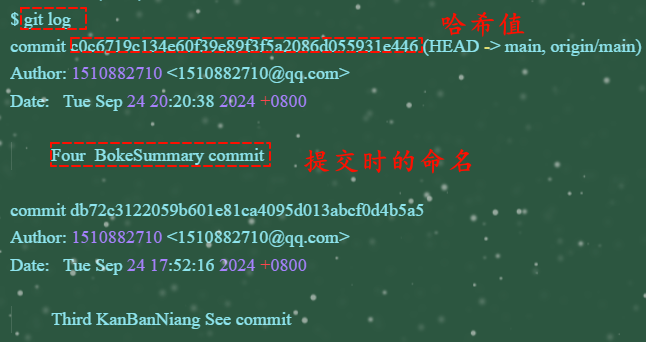 $ git log
哈希值
commit c0c6719c134e60f39e89f3f5a2086d055931e446 (HEAD -> main, origin/main)
Author: 1510882710 <1510882710@qq.com>
Date: Tue Sep 24 20:20:38 2024 +0800
Four BokeSummary commit
提交时的命名
commit db72c3122059b601e81ca4095d013abcf0d4b5a5
Author: 1510882710 <1510882710@qq.com>
Date: Tue Sep 24 17:52:16 2024 +0800
Third KanBanNiang See commit